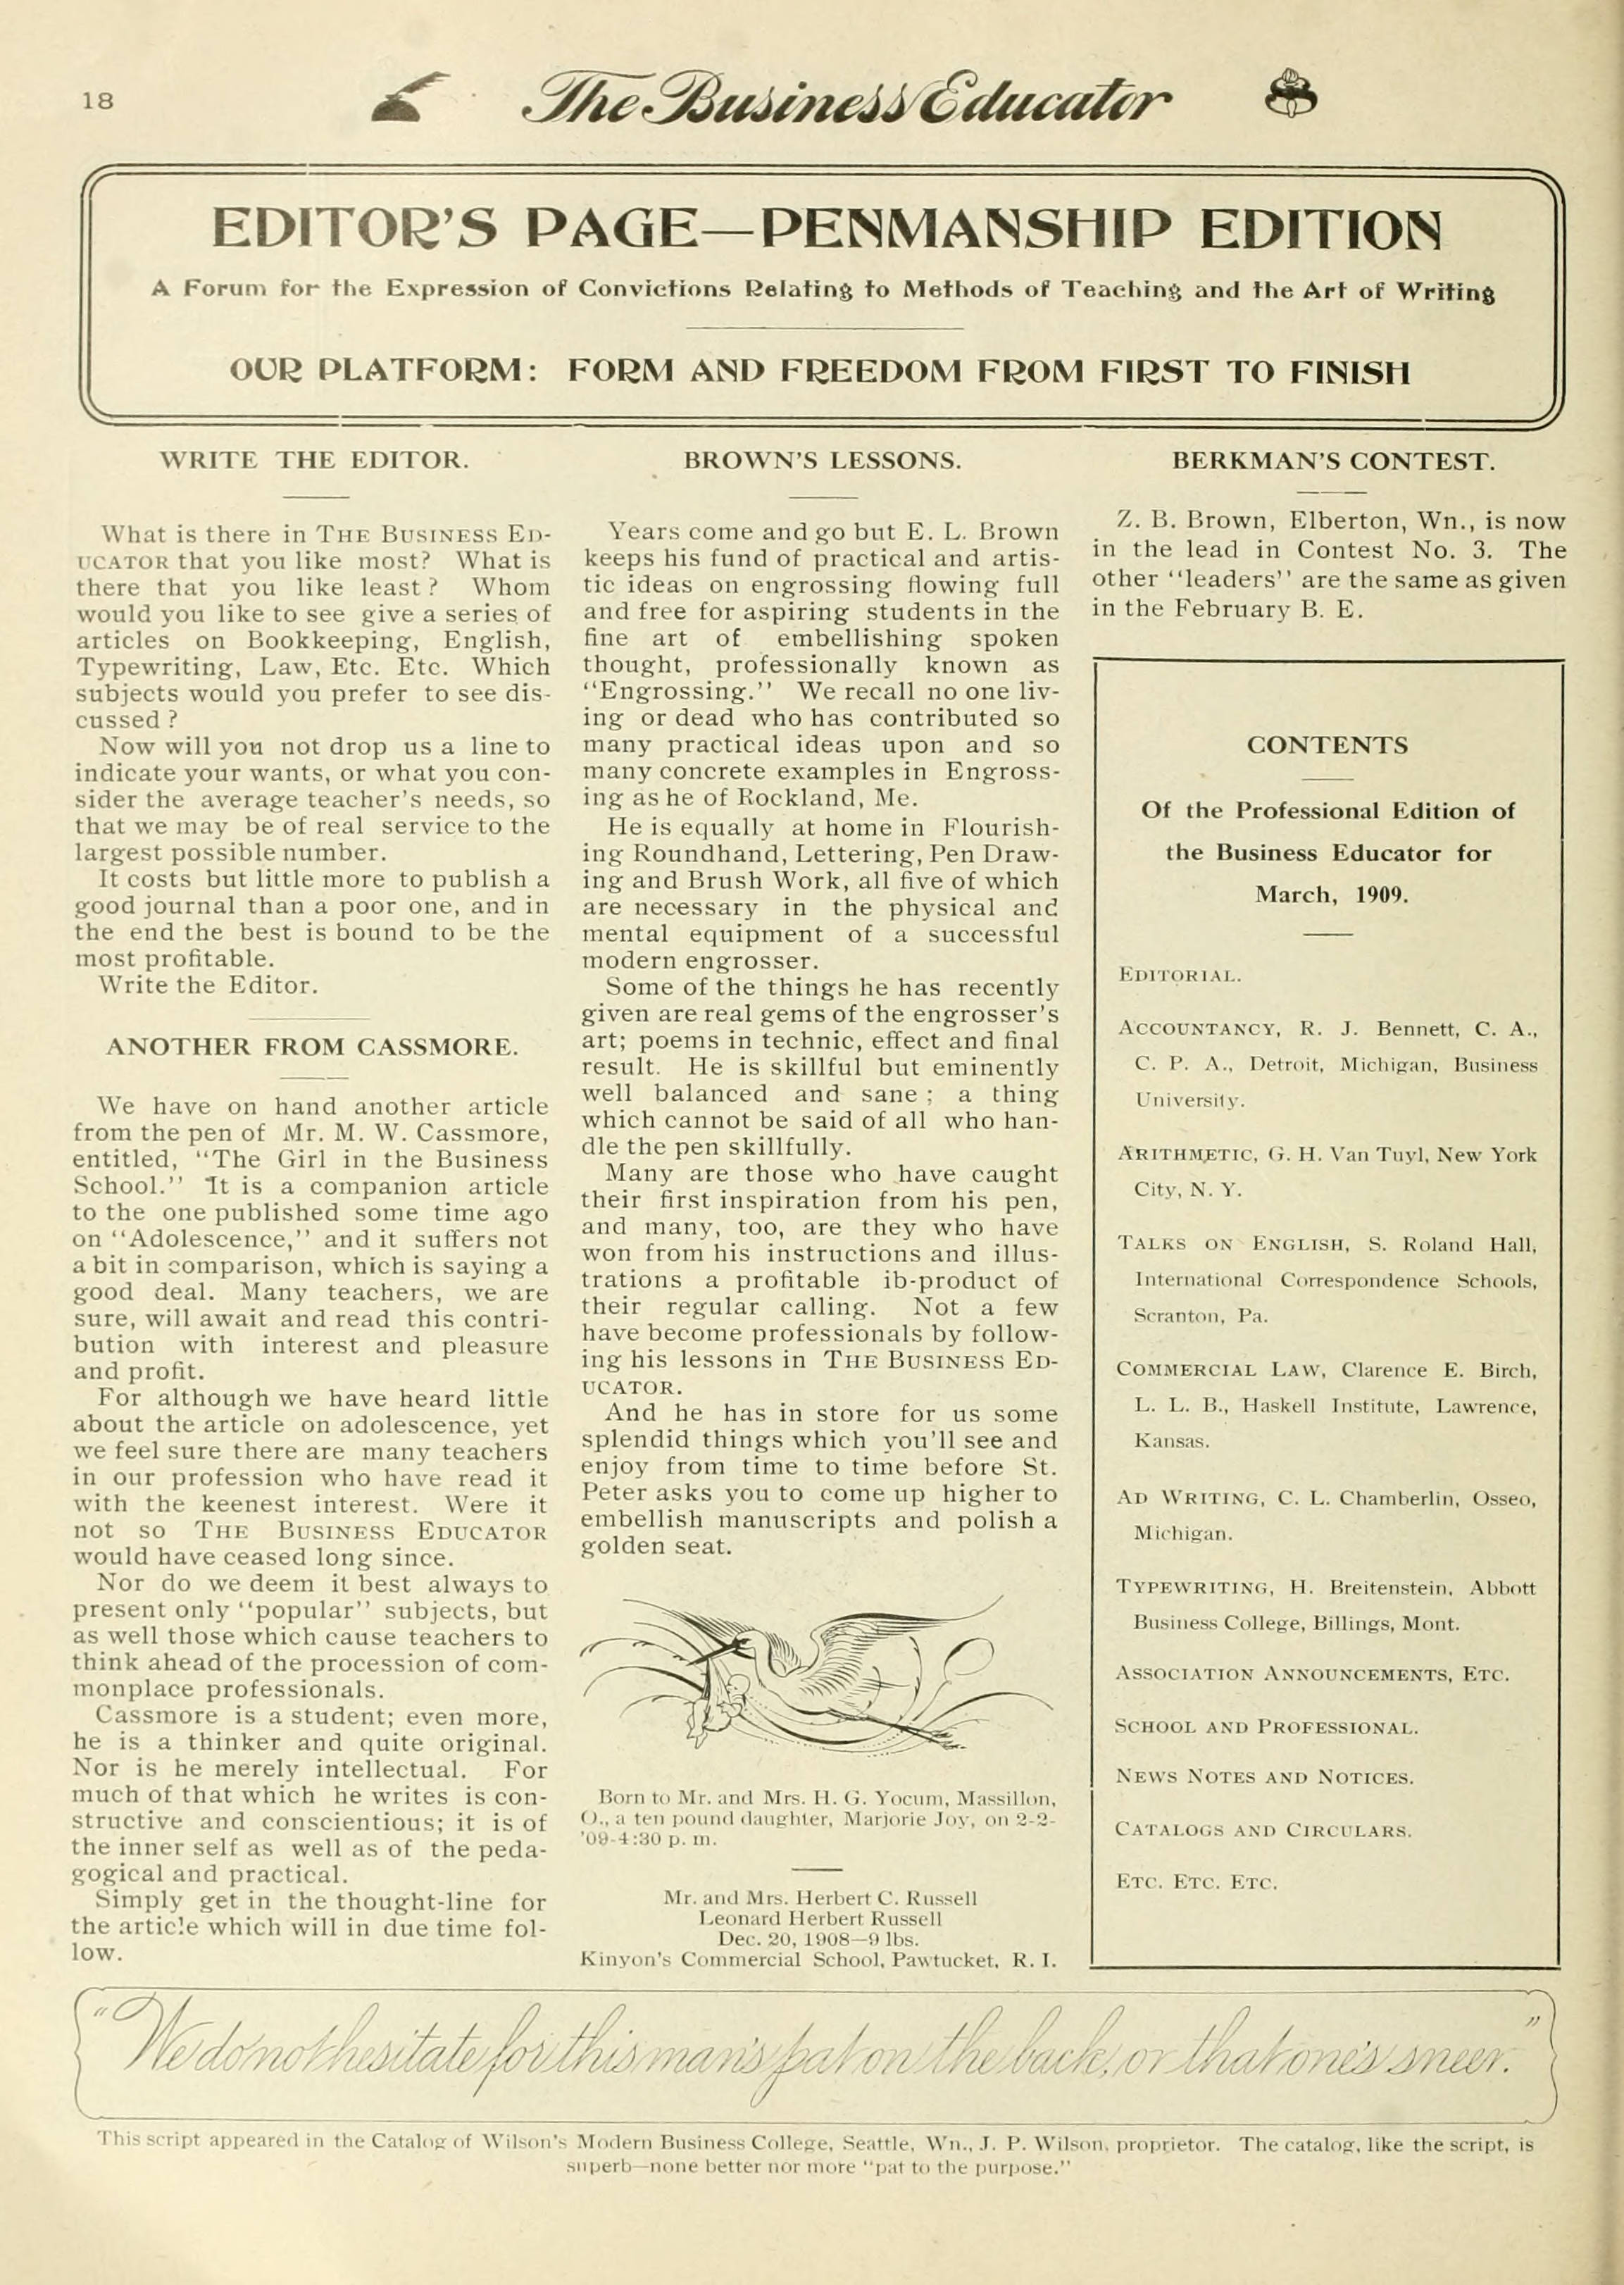 18
The Business Educator
EDITOR'S PAGE—PENMANSHIP EDITION
A Forum for the Expression of Convictions Relating to Methods of Teaching and the Art of Writing
OUR PLATFORM: FORM AND FREEDOM FROM FIRST TO FINISH
WRITE THE EDITOR.
What is there in THE BUSINESS ED-
UCATOR that you like most? What is
there that you like least? Whom
would you like to see give a series of
articles on Bookkeeping, English,
Typewriting, Law, Etc. Etc. Which
subjects would you prefer to see dis-
cussed?
Now will you not drop us a line to
indicate your wants, or what you con-
sider the average teacher's needs, so
that we may be of real service to the
largest possible number.
It costs but little more to publish a
good journal than a poor one, and in
the end the best is bound to be the
most profitable.
Write the Editor.
ANOTHER FROM CASSMORE.
We have on hand another article
from the pen of Mr. M. W. Cassmore,
entitled, "The Girl in the Business
School." It is a companion article
to the one published some time ago
on "Adolescence," and it suffers not
a bit in comparison, which is saying a
good deal. Many teachers, we are
sure, will await and read this contri-
bution with interest and pleasure
and profit.
For although we have heard little
about the article on adolescence, yet
we feel sure there are many teachers
in our profession who have read it
with the keenest interest. Were it
not so THE BUSINESS EDUCATOR
would have ceased long since.
Nor do we deem it best always to
present only "popular" subjects, but
as well those which cause teachers to
think ahead of the procession of com-
monplace professionals.
Cassmore is a student; even more,
he is a thinker and quite original.
Nor is he merely intellectual. For
much of that which he writes is con-
structive and conscientious; it is of
the inner self as well as of the peda-
gogical and practical.
Simply get in the thought-line for
the article which will in due time fol-
low.
BROWN'S LESSONS.
Years come and go but E. L. Brown
keeps his fund of practical and artis-
tic ideas on engrossing flowing full
and free for aspiring students in the
fine art of embellishing spoken
thought, professionally known as
"Engrossing." We recall no one liv-
ing or dead who has contributed so
many practical ideas upon and so
many concrete examples in Engross-
ing as he of Rockland, Me.
He is equally at home in Flourish-
ing Roundhand, Lettering, Pen Draw-
ing and Brush Work, all five of which
are necessary in the physical and
mental equipment of a successful
modern engrosser.
Some of the things he has recently
given are real gems of the engrosser's
art; poems in technic, effect and final
result. He is skillful but eminently
well balanced and sane; a thing
which cannot be said of all who han-
dle the pen skillfully.
Many are those who have caught
their first inspiration from his pen,
and many, too, are they who have
won from his instructions and illus-
trations a profitable ib-product of
their regular calling. Not a few
have become professionals by follow-
ing his lessons in THE BUSINESS ED-
UCATOR.
And he has in store for us some
splendid things which you'll see and
enjoy from time to time before St.
Peter asks you to come up higher to
embellish manuscripts and polish a
golden seat.
Born to Mr. and Mrs. H. G. Yocum, Massillon,
O., a ten pound daughter, Marjorie Joy, on 2-2-
'09-4:30 p. m.
Mr. and Mrs. Herbert C. Russell
Leonard Herbert Russell
Dec. 20, 1908—9 lbs.
Kinyon's Commercial School, Pawtucket, R. I.
BERKMAN'S CONTEST.
Z. B. Brown, Elberton, Wn., is now
in the lead in Contest No. 3. The
other "leaders" are the same as given
in the February B. E.
CONTENTS
Of the Professional Edition of
the Business Educator for
March, 1909.
EDITORIAL.
ACCOUNTANCY, R. J. Bennett, C. A.,
C. P. A., Detroit, Michigan, Business
University.
ARITHMETIC, G. H. Van Tuyl, New York
City, N. Y.
TALKS ON ENGLISH, S. Roland Hall,
International Correspondence Schools,
Scranton, Pa.
COMMERCIAL LAW, Clarence E. Birch,
L. L. B., Haskell Institute, Lawrence,
Kansas.
AD WRITING, C. L. Chamberlin, Osseo,
Michigan.
TYPEWRITING, H. Breitenstein, Abbott
Business College, Billings, Mont.
ASSOCIATION ANNOUNCEMENTS, ETC.
SCHOOL AND PROFESSIONAL.
NEWS NOTES AND NOTICES.
CATALOGS AND CIRCULARS.
ETC. ETC. ETC.
"We do not hesitate for this man's pat on the back, or that one's sneer."
This script appeared in the Catalog of Wilson's Modern Business College, Seattle, Wn., J. P. Wilson, proprietor. The catalog, like the script, is
superb—none better nor more "pat to the purpose."